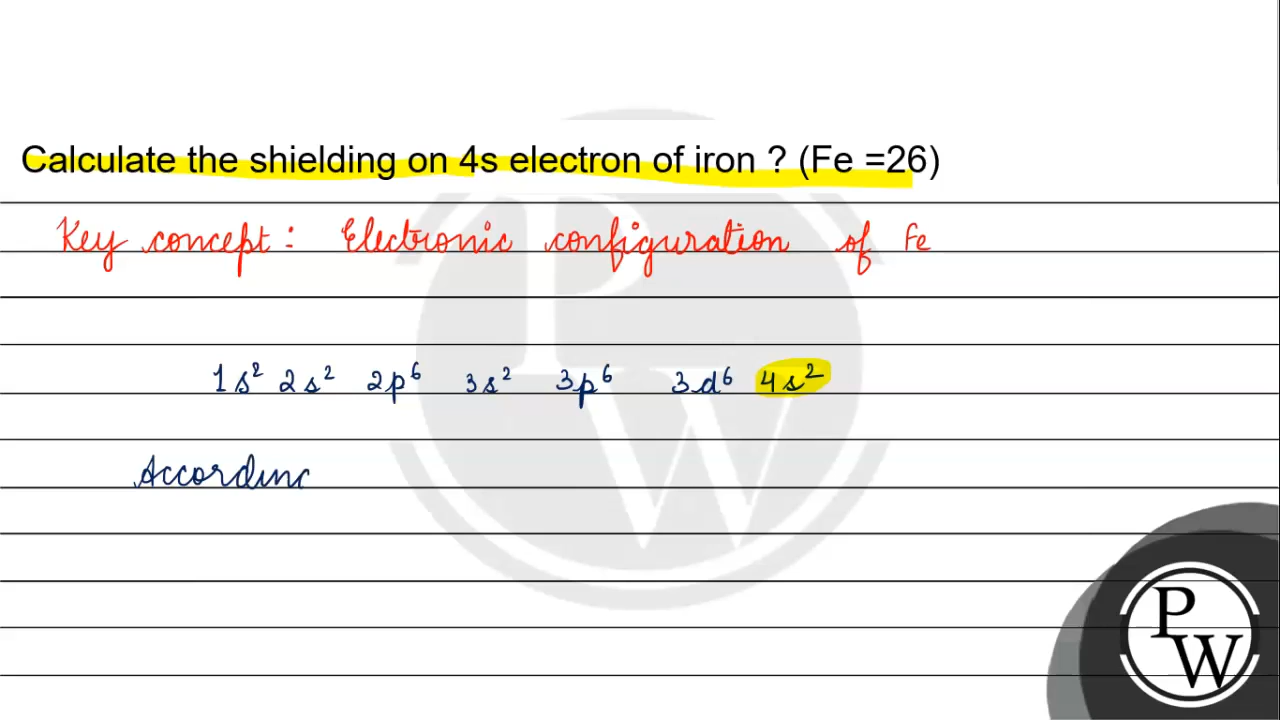 Calculate the shielding on 4s electron of iron ? (Fe =26)
Key concept: Electronic configuration of Fe
1s² 2s² 2p⁶ 3s² 3p⁶ 3d⁶ 4s²
Accordinc
P
W
P
W